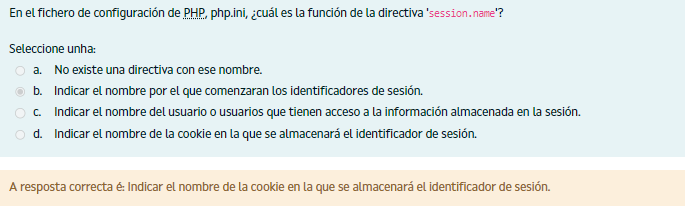 En el fichero de configuración de PHP, php.ini, ¿cuál es la función de la directiva 'session.name'?
Seleccione unha:
a. No existe una directiva con ese nombre.
b. Indicar el nombre por el que comenzaran los identificadores de sesión.
c. Indicar el nombre del usuario o usuarios que tienen acceso a la información almacenada en la sesión.
d. Indicar el nombre de la cookie en la que se almacenará el identificador de sesión.
A resposta correcta é: Indicar el nombre de la cookie en la que se almacenará el identificador de sesión.